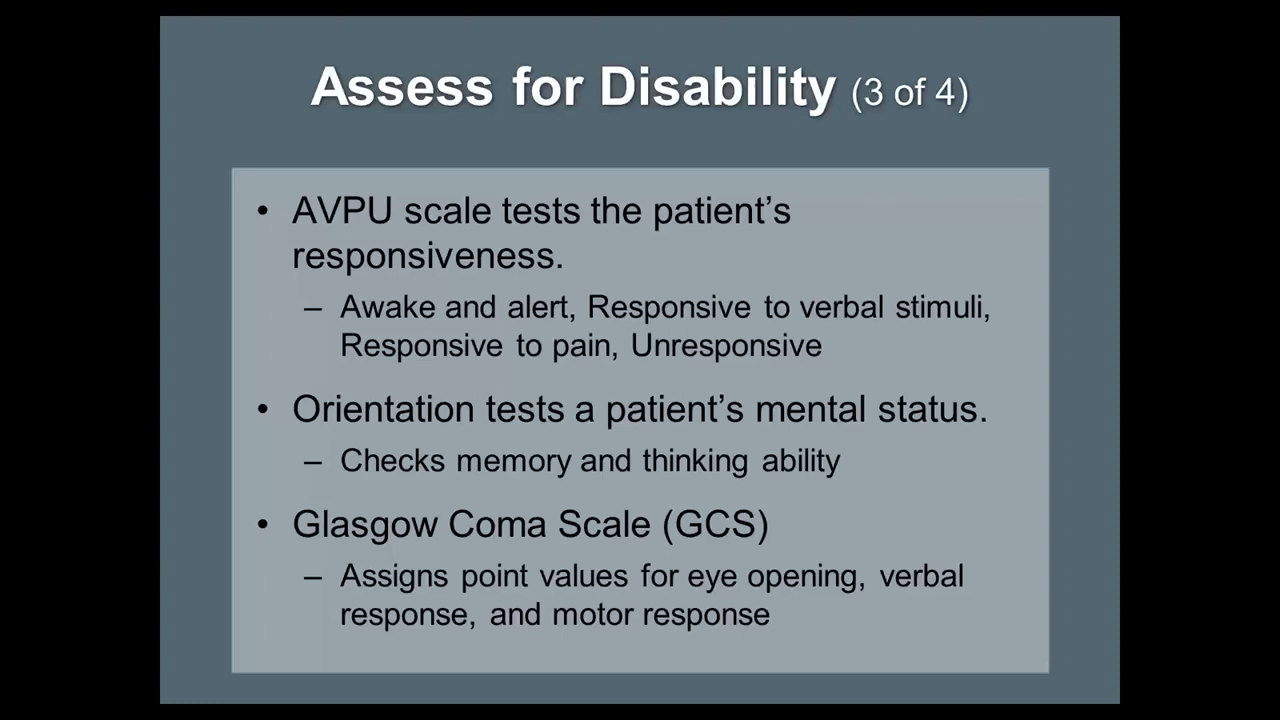 Assess for Disability (3 of 4)
• AVPU scale tests the patient’s
responsiveness.
– Awake and alert, Responsive to verbal stimuli,
Responsive to pain, Unresponsive
• Orientation tests a patient’s mental status.
– Checks memory and thinking ability
• Glasgow Coma Scale (GCS)
– Assigns point values for eye opening, verbal
response, and motor response